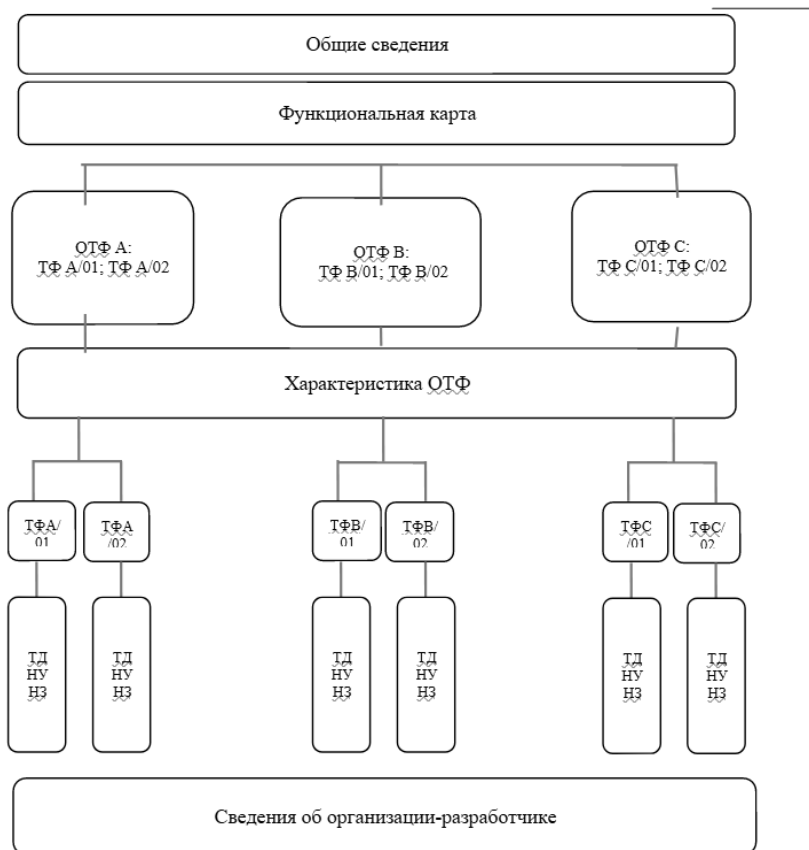 Общие сведения
Функциональная карта
ОТФ А:
ТФ А/01; ТФ А/02
ОТФ В:
ТФ В/01; ТФ В/02
ОТФ С:
ТФ С/01; ТФ С/02
Характеристика ОТФ
ТФА/
01
ТФА
/02
ТФВ/
01
ТФВ/
02
ТФС
/01
ТФС/
02
ТД
НУ
НЗ
ТД
НУ
НЗ
ТД
НУ
НЗ
ТД
НУ
НЗ
ТД
НУ
НЗ
ТД
НУ
НЗ
Сведения об организации-разработчике